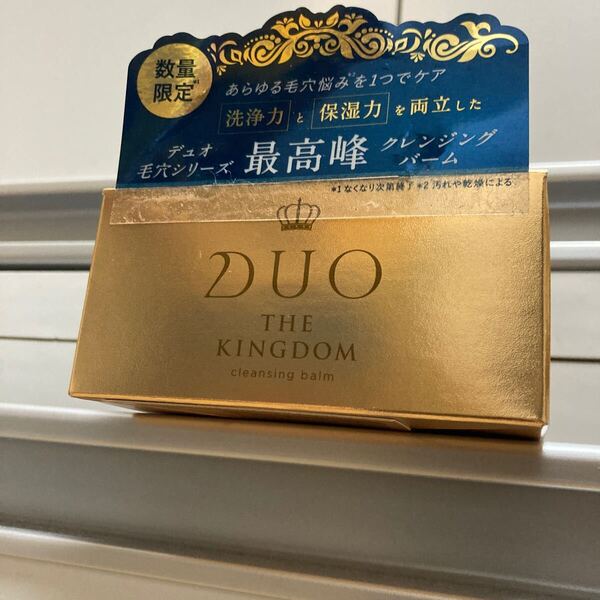 数量
限定*1
あらゆる毛穴悩み*2を1つでケア
洗浄力 と 保湿力 を両立した
デュオ
毛穴シリーズ 最高峰 クレンジング
バーム
*1 なくなり次第終了 *2 汚れや乾燥による
DUO
THE
KINGDOM
cleansing balm